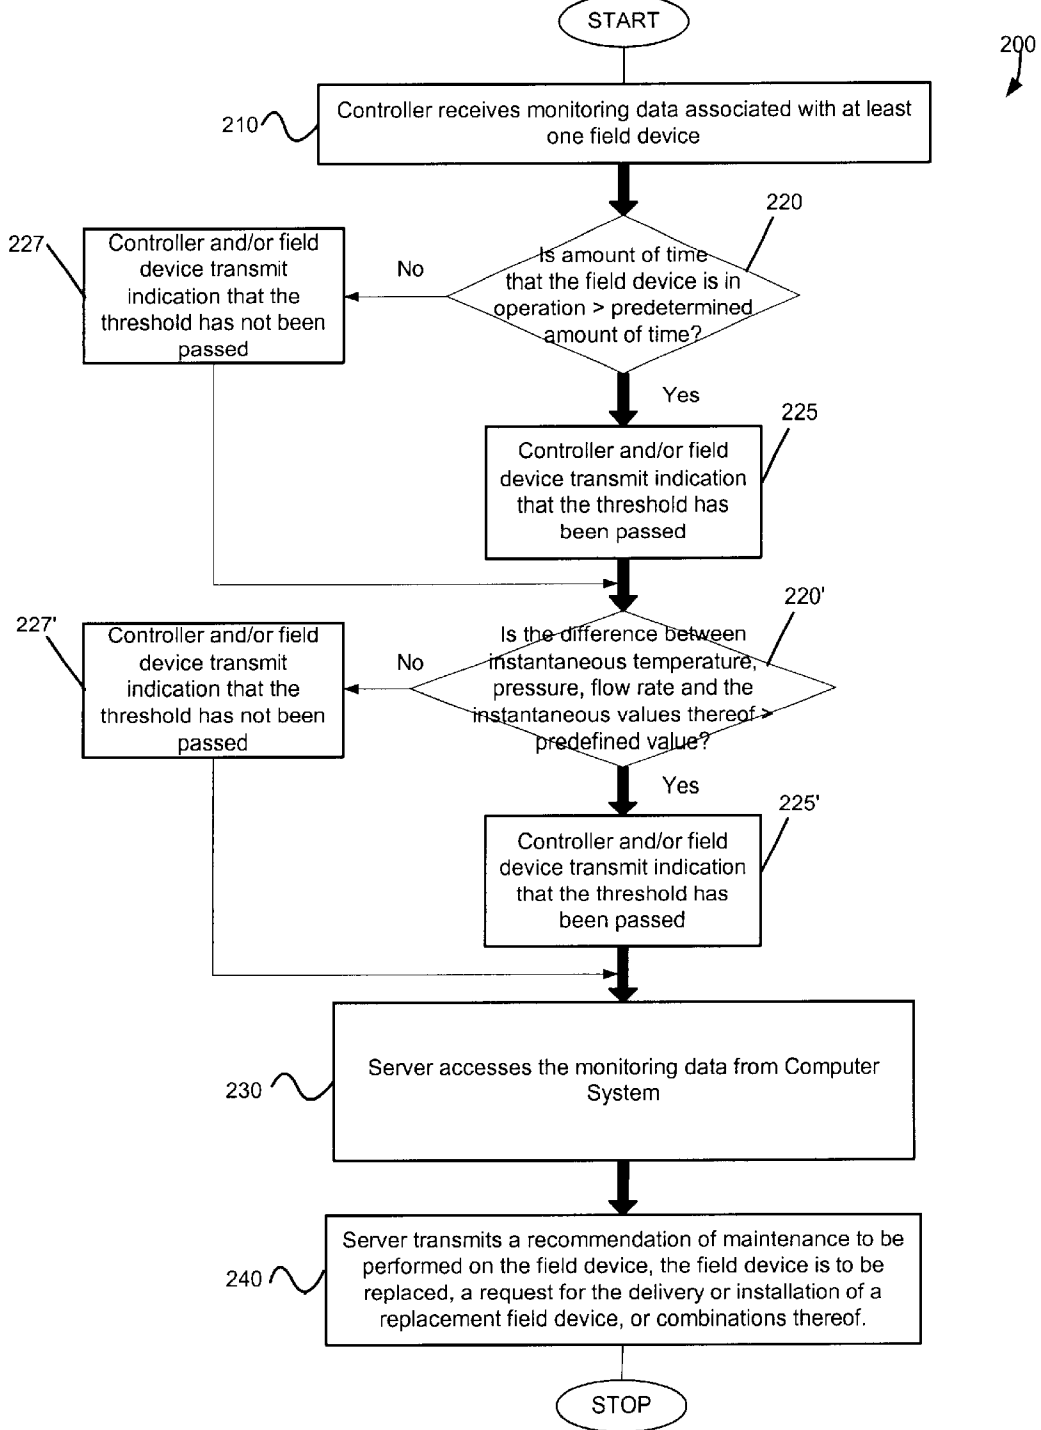 START
200
Controller receives monitoring data associated with at least
one field device
210
220
227
Controller and/or field
device transmit
indication that the
threshold has not been
passed
No
Is amount of time
that the field device is in
operation > predetermined
amount of time?
Yes
225
Controller and/or field
device transmit indication
that the threshold has
been passed
220'
227'
Controller and/or field
device transmit
indication that the
threshold has not been
passed
No
Is the difference between
instantaneous temperature,
pressure, flow rate and the
instantaneous values thereof >
predefined value?
Yes
225'
Controller and/or field
device transmit indication
that the threshold has
been passed
Server accesses the monitoring data from Computer
System
230
Server transmits a recommendation of maintenance to be
performed on the field device, the field device is to be
replaced, a request for the delivery or installation of a
replacement field device, or combinations thereof.
240
STOP